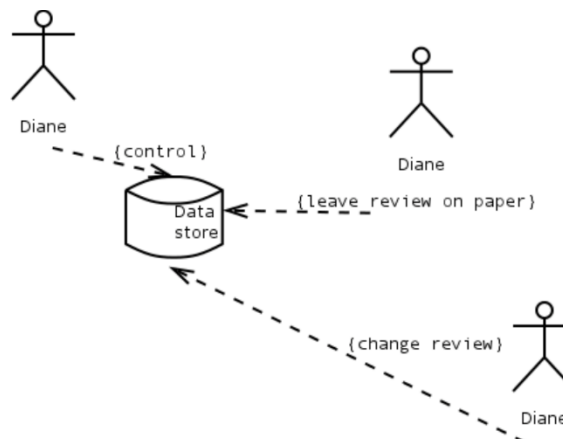 Diane
{control}
Diane
Data
store
{leave review on paper}
{change review}
Diane